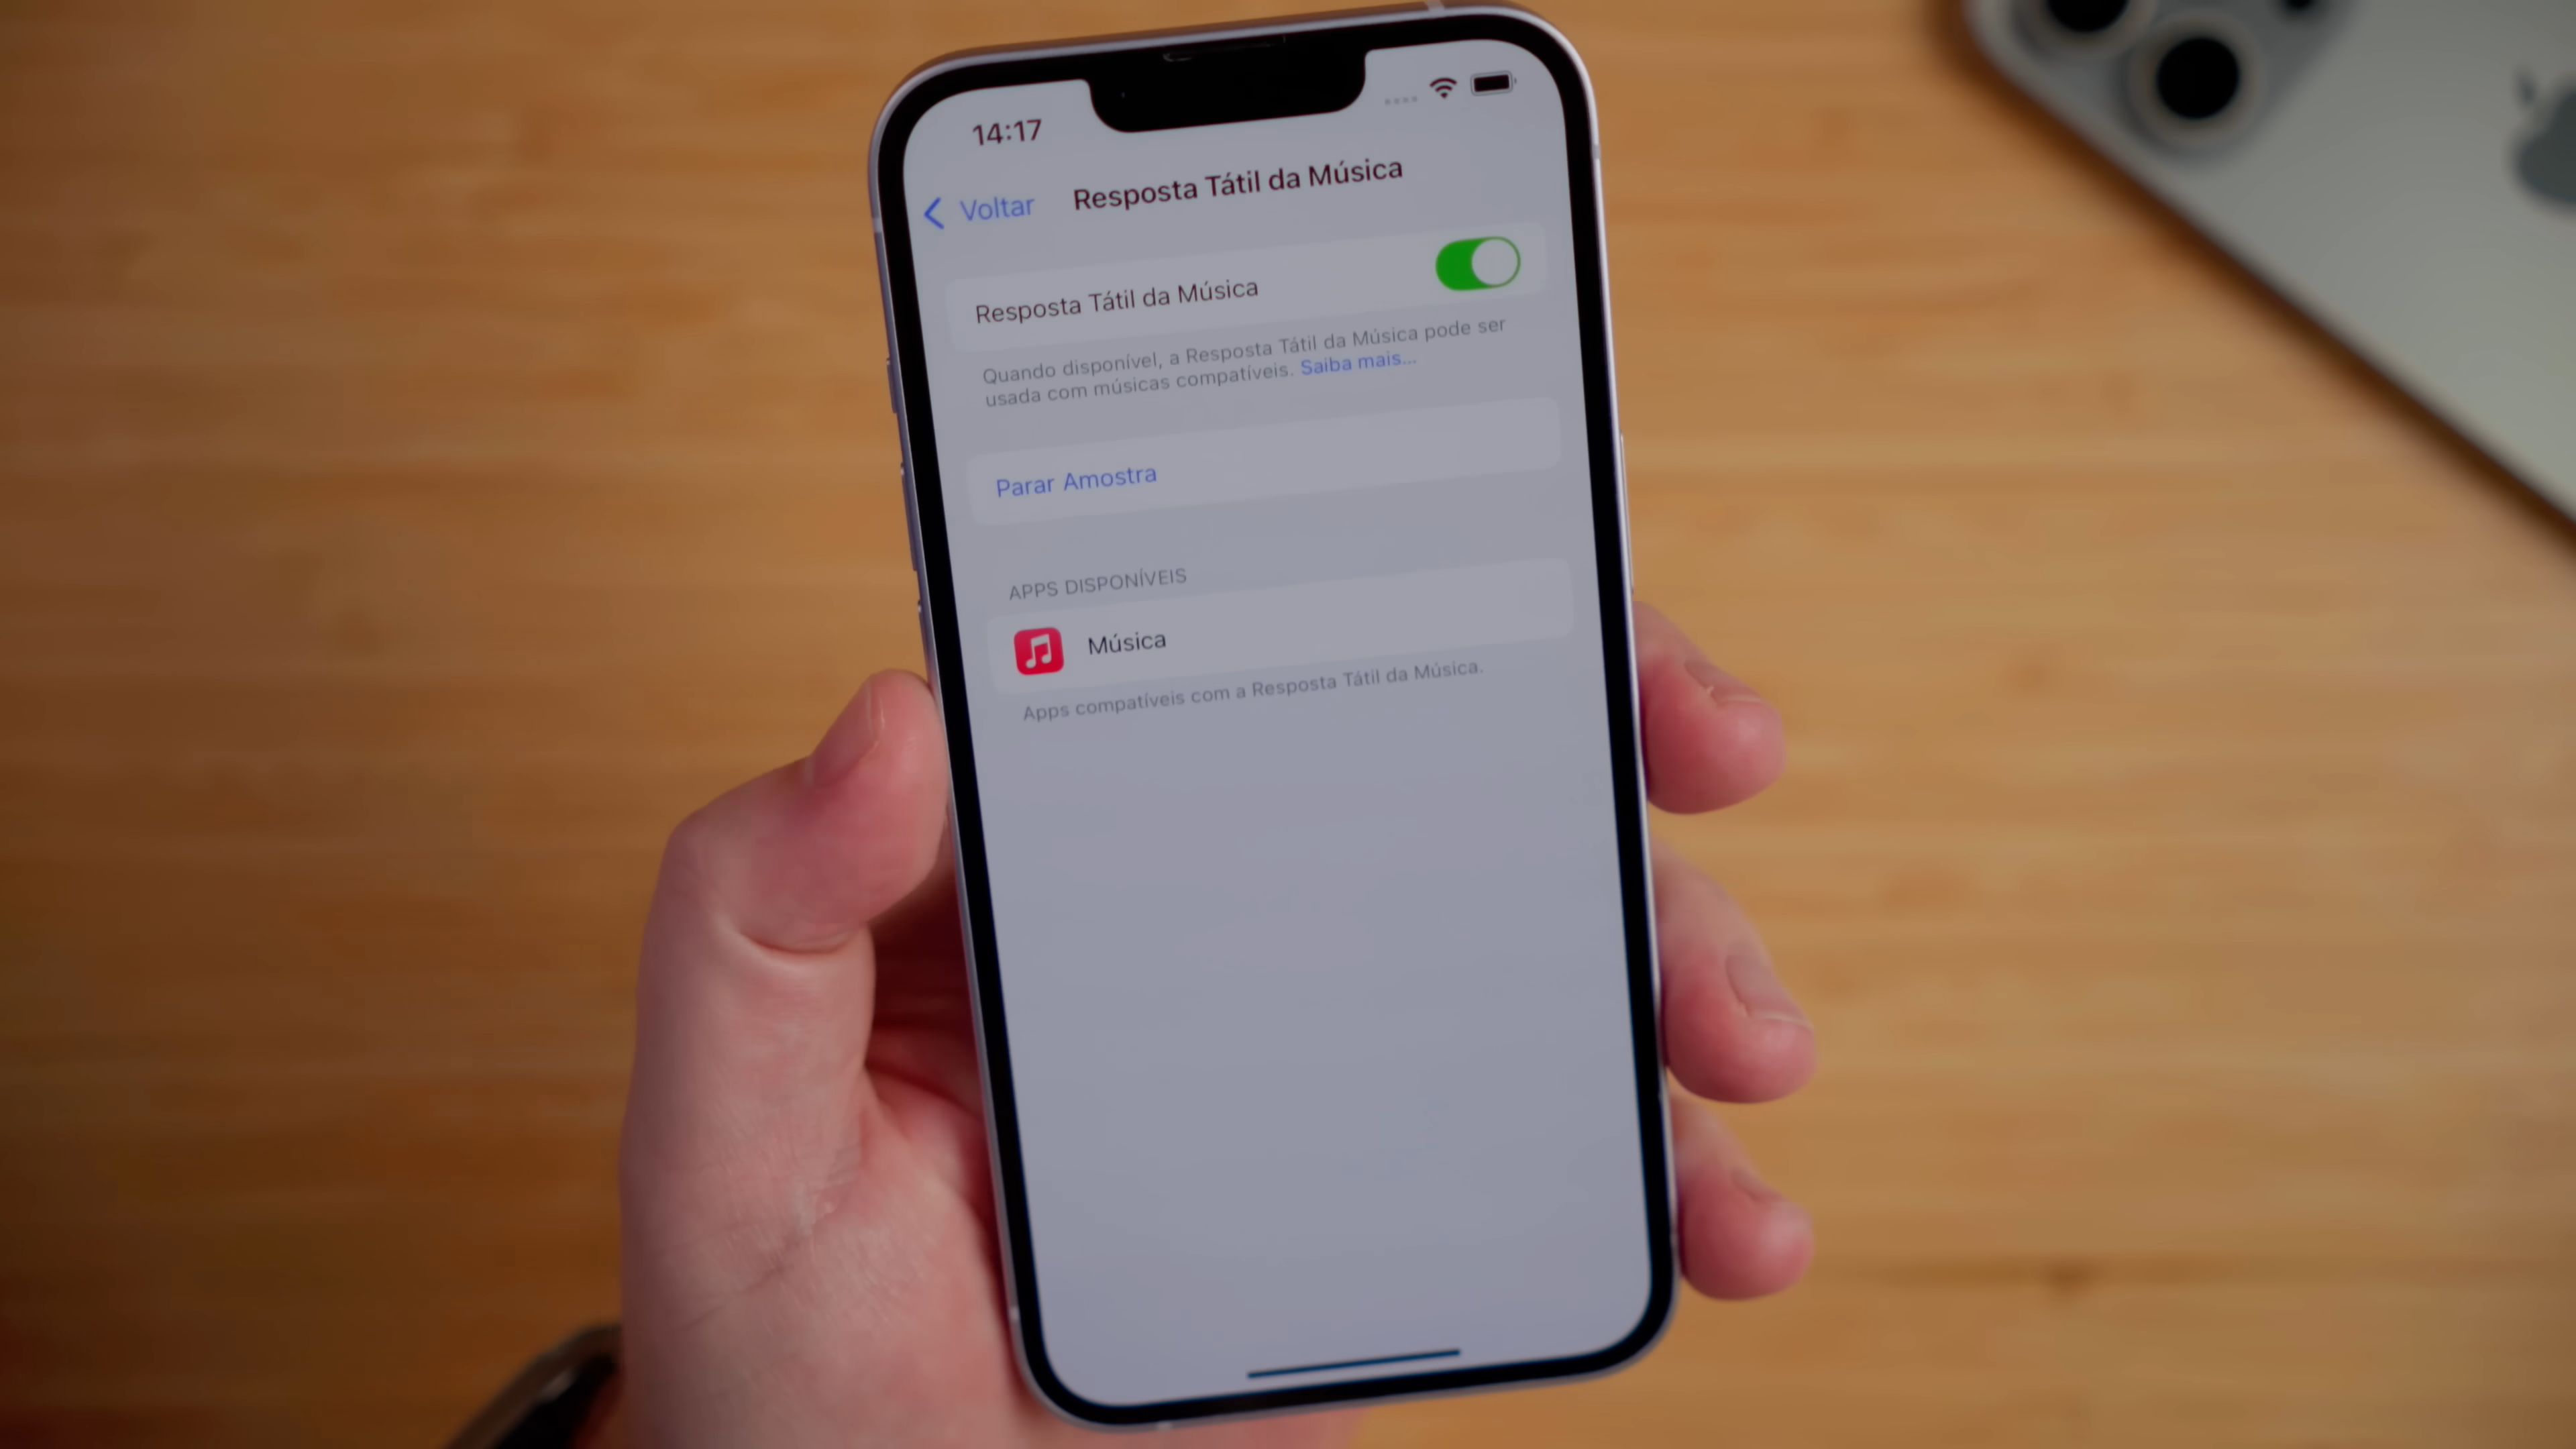 14:17
Voltar
Resposta Tátil da Música
Resposta Tátil da Música
Quando disponível, a Resposta Tátil da Música pode ser
usada com músicas compatíveis. Saiba mais...
Parar Amostra
APPS DISPONÍVEIS
Música
Apps compatíveis com a Resposta Tátil da Música.